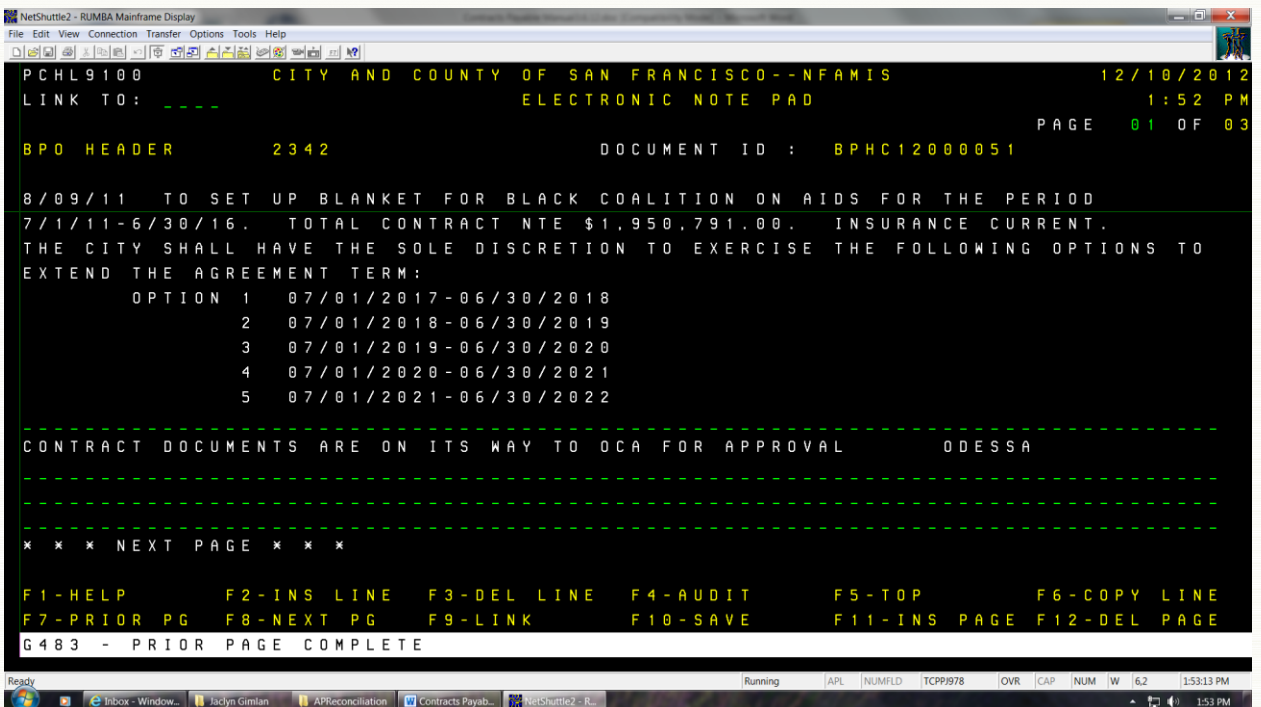 NetShuttle2 - RUMBA Mainframe Display
File Edit View Connection Transfer Options Tools Help
PCHL9100 CITY AND COUNTY OF SAN FRANCISCO--NFAMIS 12/10/2012
LINK TO: _ _ _ _ ELECTRONIC NOTE PAD 1:52 PM
PAGE 01 OF 03
BPO HEADER 2342 DOCUMENT ID : BPHC12000051
8/09/11 TO SET UP BLANKET FOR BLACK COALITION ON AIDS FOR THE PERIOD
7/1/11-6/30/16. TOTAL CONTRACT NTE $1,950,791.00. INSURANCE CURRENT.
THE CITY SHALL HAVE THE SOLE DISCRETION TO EXERCISE THE FOLLOWING OPTIONS TO
EXTEND THE AGREEMENT TERM:
OPTION 1 07/01/2017-06/30/2018
2 07/01/2018-06/30/2019
3 07/01/2019-06/30/2020
4 07/01/2020-06/30/2021
5 07/01/2021-06/30/2022
CONTRACT DOCUMENTS ARE ON ITS WAY TO OCA FOR APPROVAL ODESSA
* * * NEXT PAGE * * *
F1-HELP F2-INS LINE F3-DEL LINE F4-AUDIT F5-TOP F6-COPY LINE
F7-PRIOR PG F8-NEXT PG F9-LINK F10-SAVE F11-INS PAGE F12-DEL PAGE
G483 - PRIOR PAGE COMPLETE
Ready Running APL NUMFLD TCPPJ978 OVR CAP NUM W 6,2 1:53:13 PM
Inbox - Window... Jaclyn Gimlan APReconciliation Contracts Payab... NetShuttle2 - R... 1:53 PM